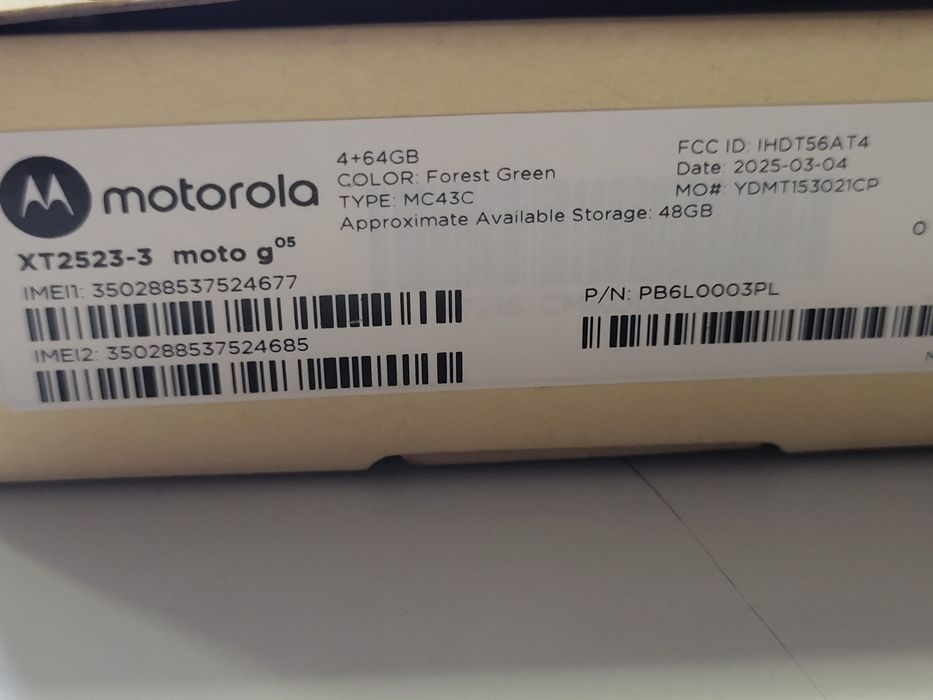 motorola
XT2523-3 moto g05
IMEI1: 350288537524677
IMEI2: 350288537524685
4+64GB
COLOR: Forest Green
TYPE: MC43C
Approximate Available Storage: 48GB
FCC ID: IHDT56AT4
Date: 2025-03-04
MO#: YDMT153021CP
P/N: PB6L0003PL